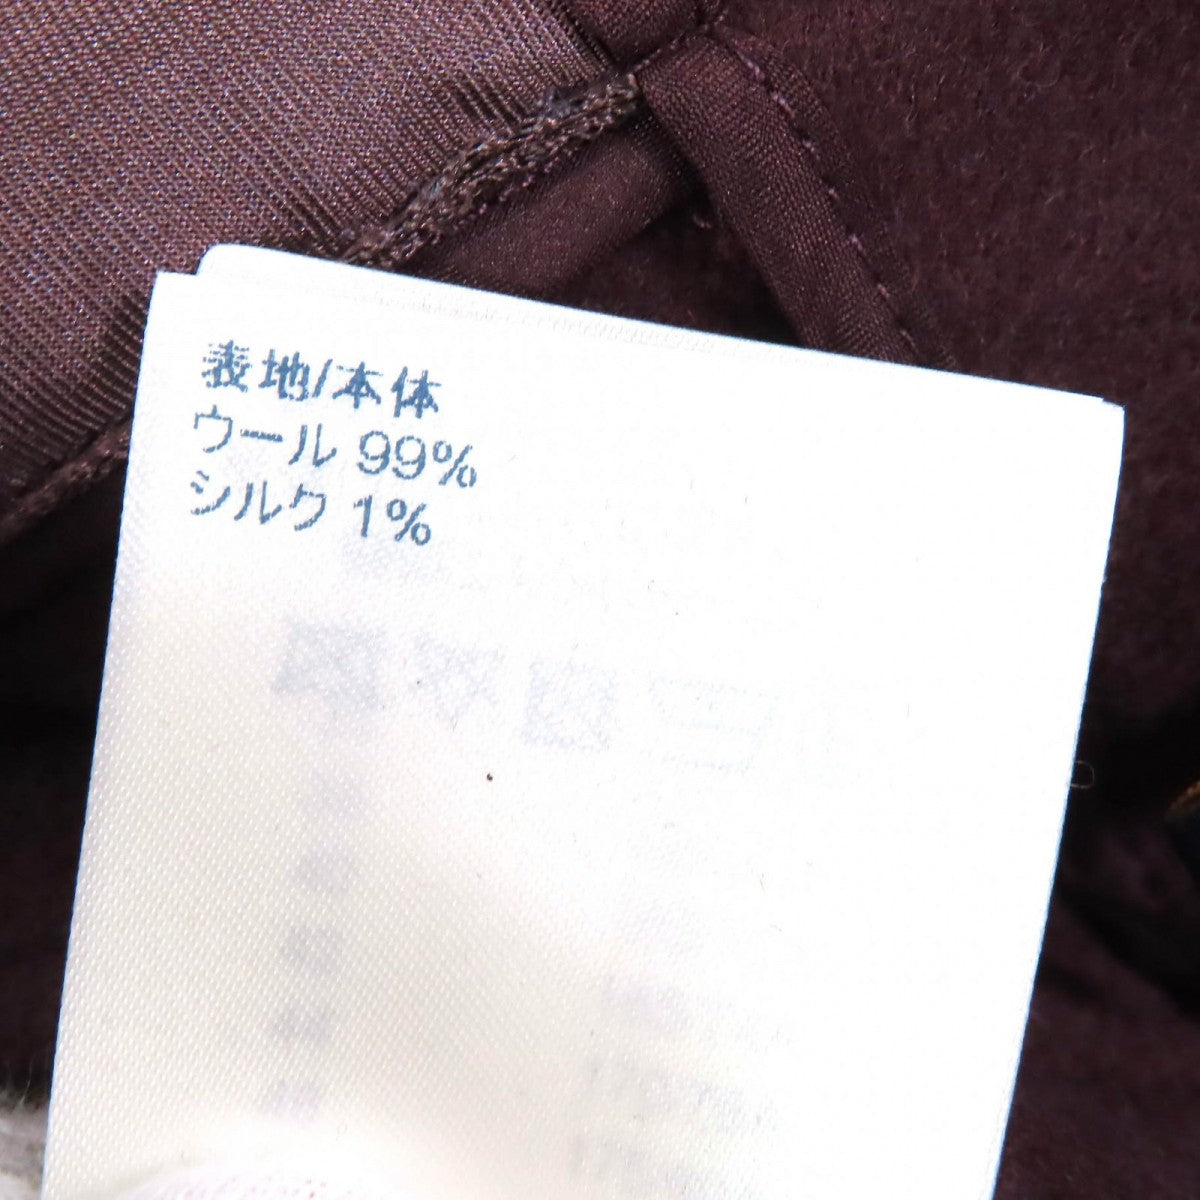 表地/本体
ウール 99%
シルク 1%